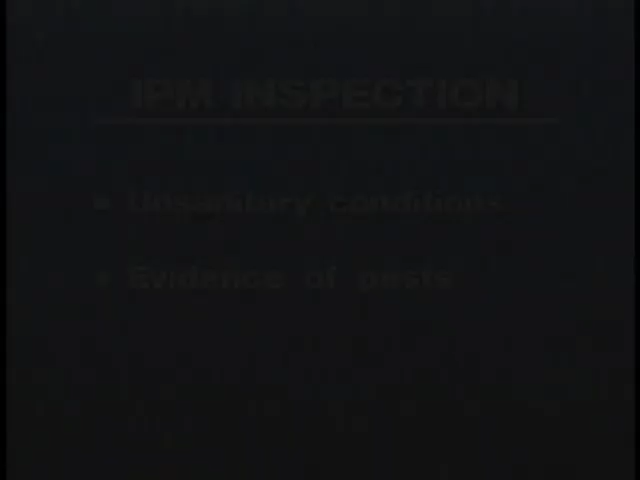 IPM INSPECTION
• Unsanitary conditions
• Evidence of pests